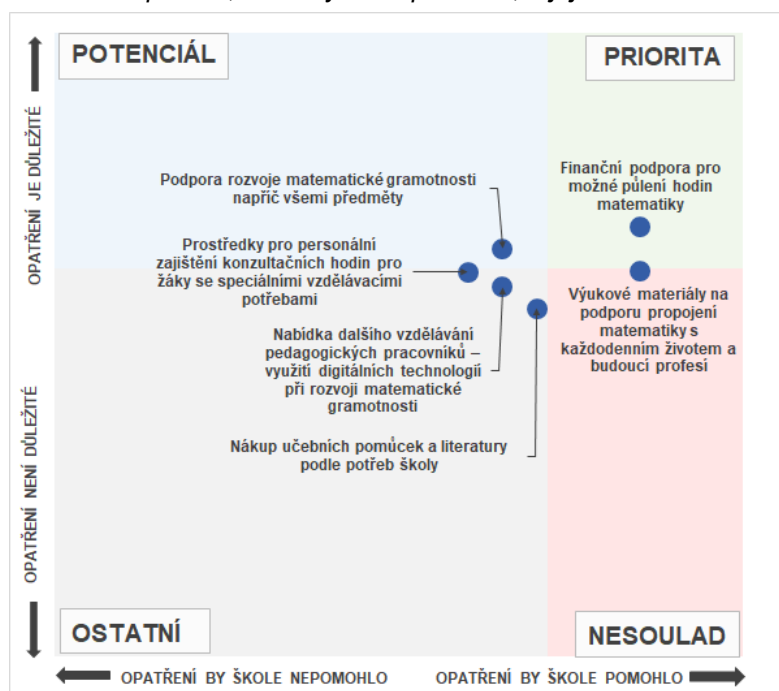 POTENCIÁL
PRIORITA
OPATŘENÍ JE DŮLEŽITÉ
Finanční podpora pro
možné půlení hodin
matematiky
Podpora rozvoje matematické gramotnosti
napříč všemi předměty
Prostředky pro personální
zajištění konzultačních hodin pro
žáky se speciálními vzdělávacími
potřebami
Výukové materiály na
podporu propojení
matematiky s
každodenním životem a
budoucí profesí
Nabídka dalšího vzdělávání
pedagogických pracovníků –
využití digitálních technologií
při rozvoji matematické
gramotnosti
Nákup učebních pomůcek a literatury
podle potřeb školy
OPATŘENÍ NENÍ DŮLEŽITÉ
OSTATNÍ
NESOULAD
OPATŘENÍ BY ŠKOLE NEPOMOHLO
OPATŘENÍ BY ŠKOLE POMOHLO